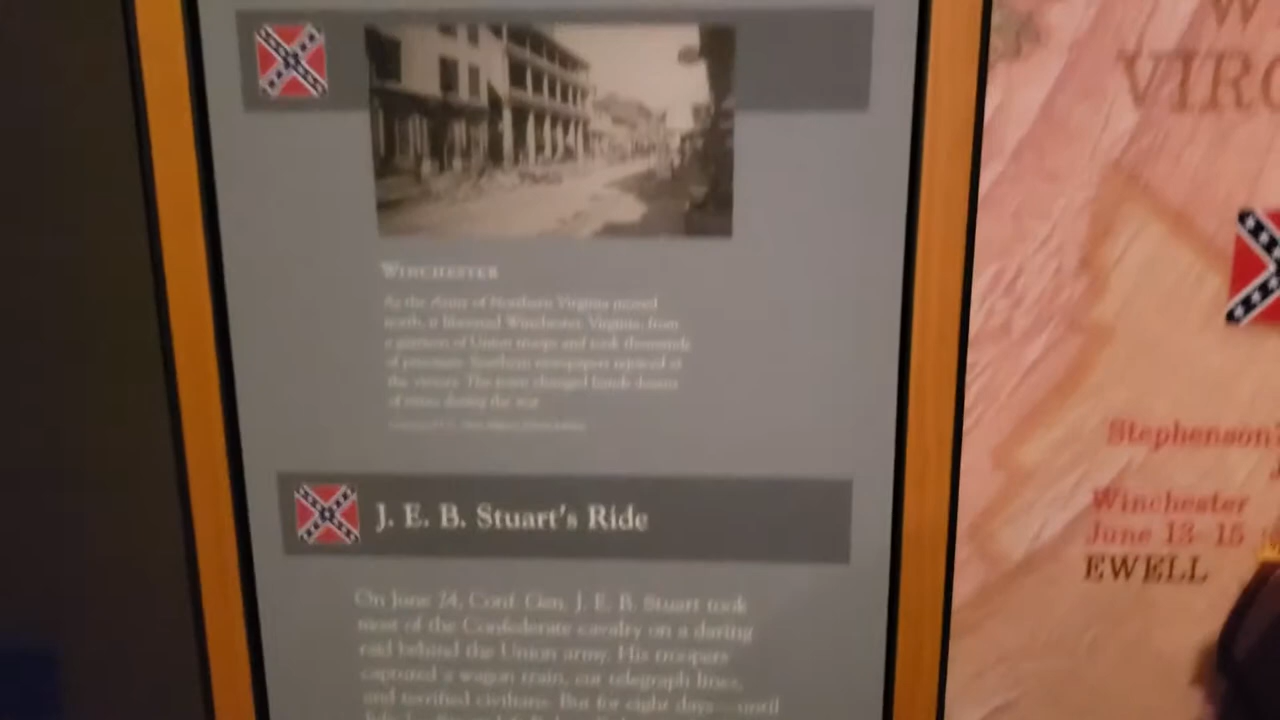 WINCHESTER
As the Army of Northern Virginia moved
north, it liberated Winchester, Virginia, from
a garrison of Union troops and took thousands
of prisoners. Southern newspapers rejoiced at
the victory. The town changed hands dozens
of times during the war.
J. E. B. Stuart's Ride
On June 24, Conf. Gen. J. E. B. Stuart took
most of the Confederate cavalry on a daring
raid behind the Union army. His troopers
captured a wagon train, cut telegraph lines,
and terrified civilians. But for eight days—until
W
VIRG
Stephenson
Winchester
June 13-15
EWELL